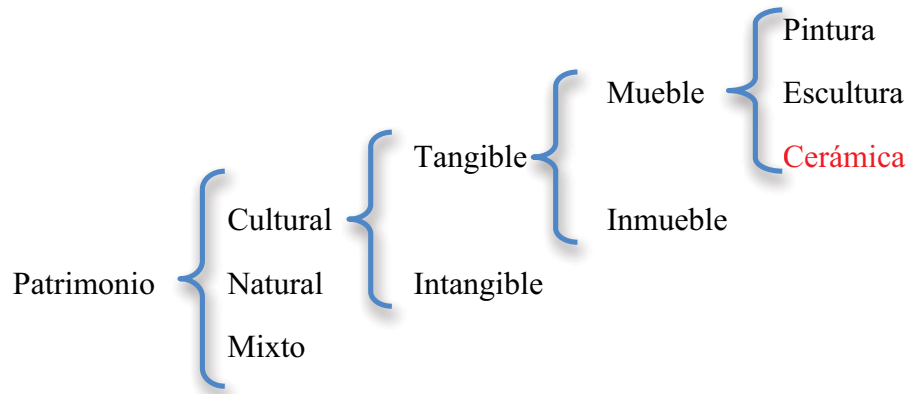 Pintura
Mueble
Escultura
Tangible
Cerámica
Cultural
Inmueble
Patrimonio
Natural
Intangible
Mixto